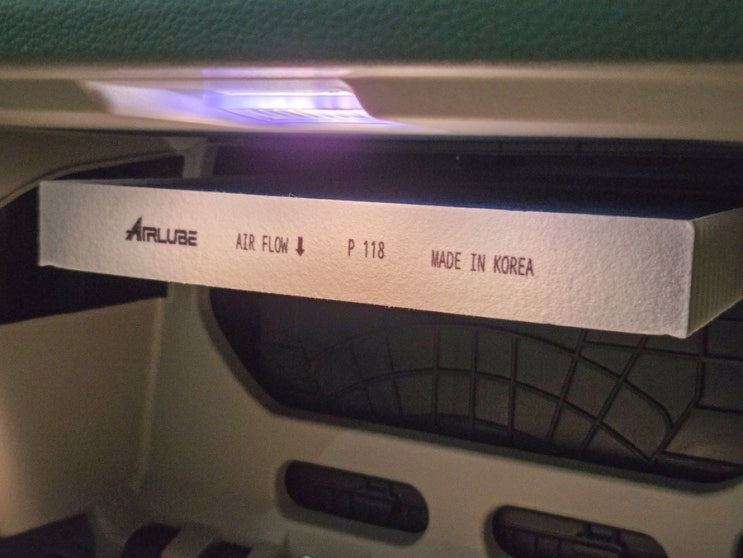 AIRLUBE AIR FLOW ⬇ P 118 MADE IN KOREA